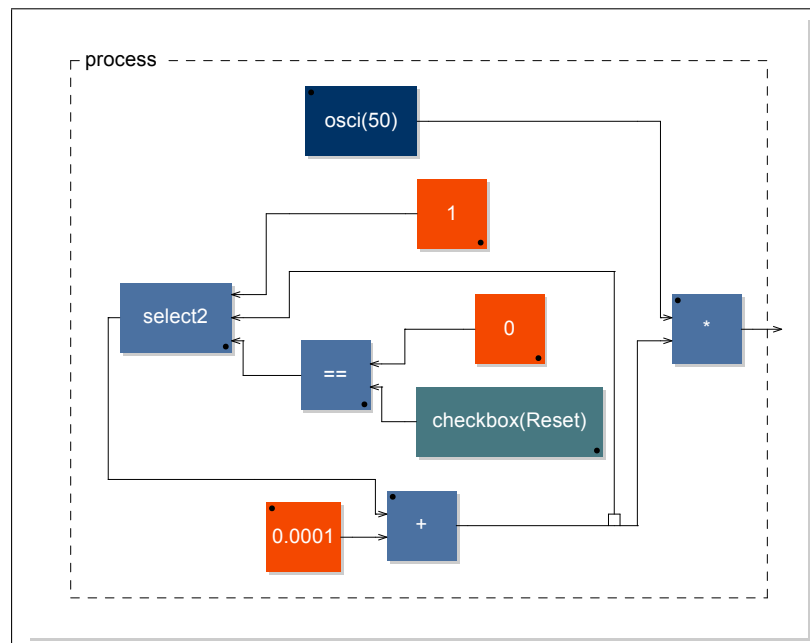 process
osci(50)
1
select2
0
==
*
checkbox(Reset)
0.0001
+